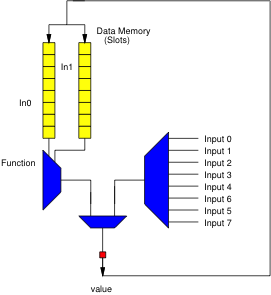 Data Memory
(Slots)
In1
In0
Function
Input 0
Input 1
Input 2
Input 3
Input 4
Input 6
Input 5
Input 7
value